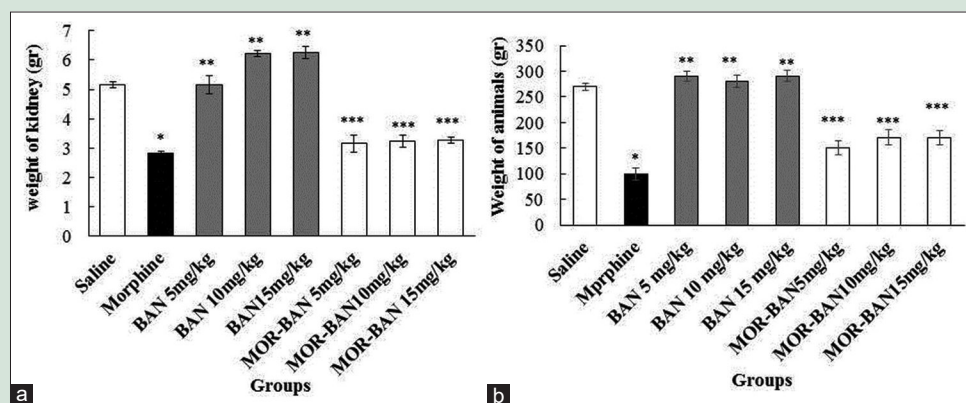 weight of kidney (gr)
7
6
5
4
3
2
1
0
*
**
**
**
***
***
***
Saline
Morphine
BAN 5mg/kg
BAN 10mg/kg
BAN15mg/kg
MOR-BAN 5mg/kg
MOR-BAN10mg/kg
MOR-BAN 15mg/kg
Groups
a
Weight of animals (gr)
350
300
250
200
150
100
50
0
*
**
**
**
***
***
***
Saline
Mprphine
BAN 5 mg/kg
BAN 10 mg/kg
BAN 15 mg/kg
MOR-BAN5mg/kg
MOR-BAN10mg/kg
MOR-BAN15mg/kg
Groups
b